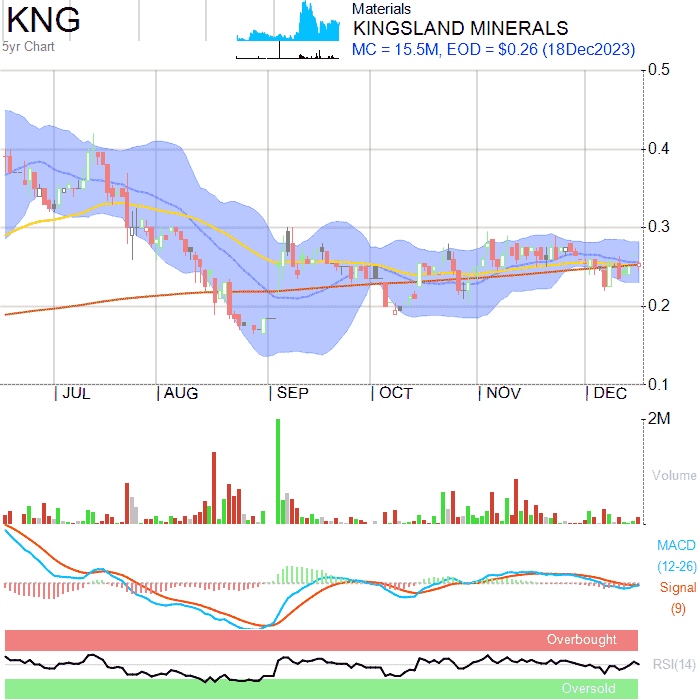 KNG
5yr Chart
Materials
KINGSLAND MINERALS
MC = 15.5M, EOD = $0.26 (18Dec2023)
0.5
0.4
0.3
0.2
0.1
JUL
AUG
SEP
OCT
NOV
DEC
2M
Volume
MACD
(12-26)
Signal
(9)
Overbought
RSI(14)
Oversold